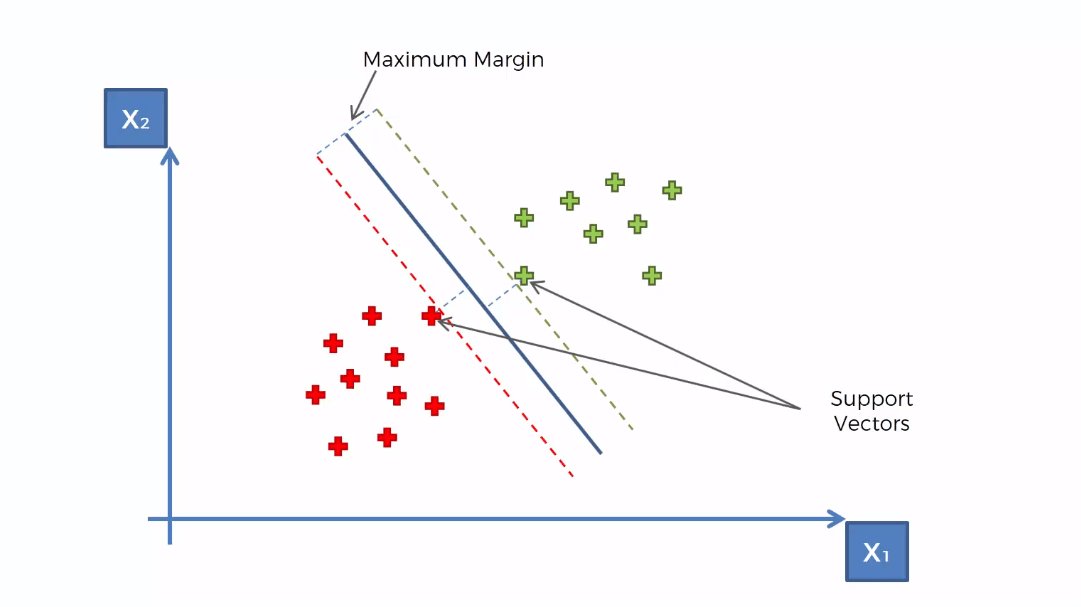 Maximum Margin
X₂
Support
Vectors
X₁